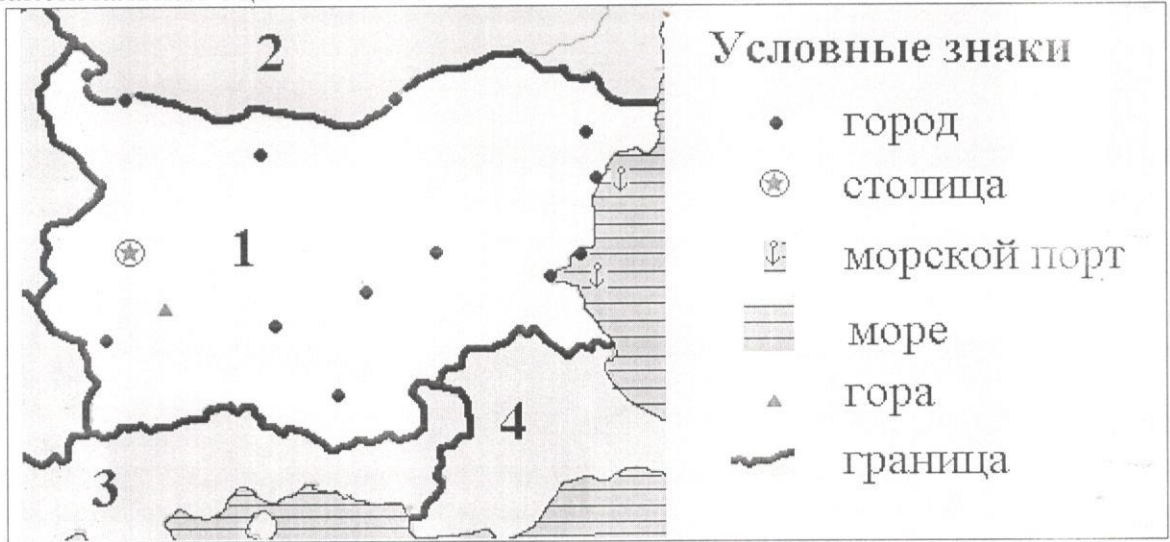 2
1
4
3
Условные знаки
город
столица
морской порт
море
гора
граница